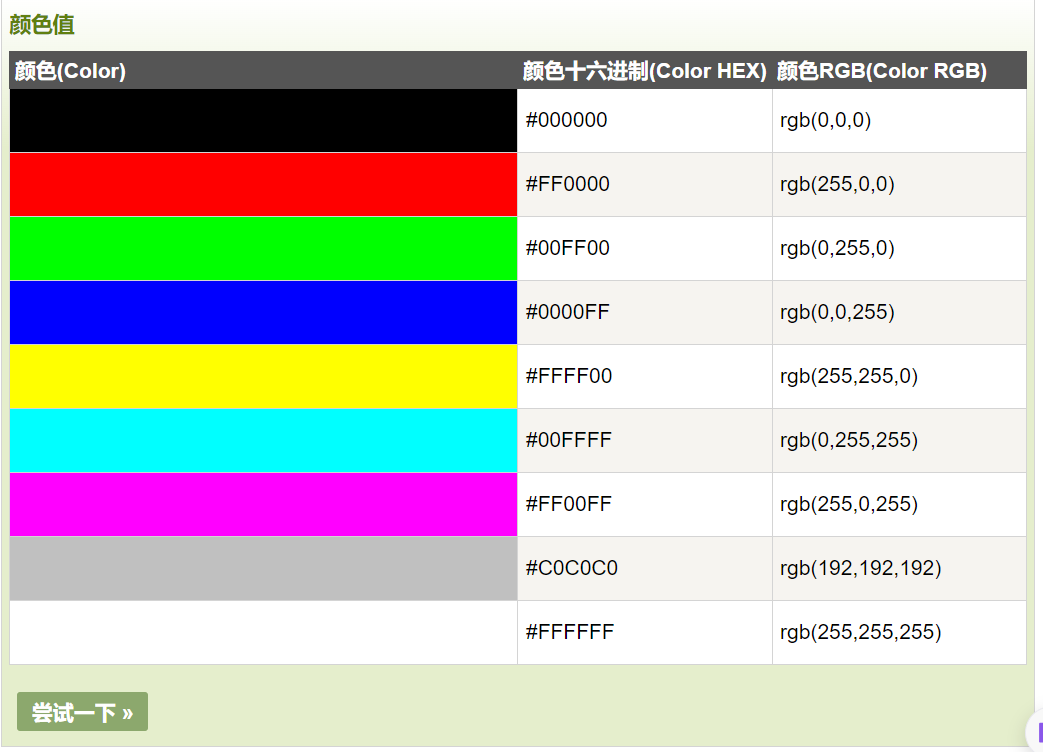 颜色值
颜色(Color) 颜色十六进制(Color HEX) 颜色RGB(Color RGB)
#000000 rgb(0,0,0)
#FF0000 rgb(255,0,0)
#00FF00 rgb(0,255,0)
#0000FF rgb(0,0,255)
#FFFF00 rgb(255,255,0)
#00FFFF rgb(0,255,255)
#FF00FF rgb(255,0,255)
#C0C0C0 rgb(192,192,192)
#FFFFFF rgb(255,255,255)
尝试一下 »